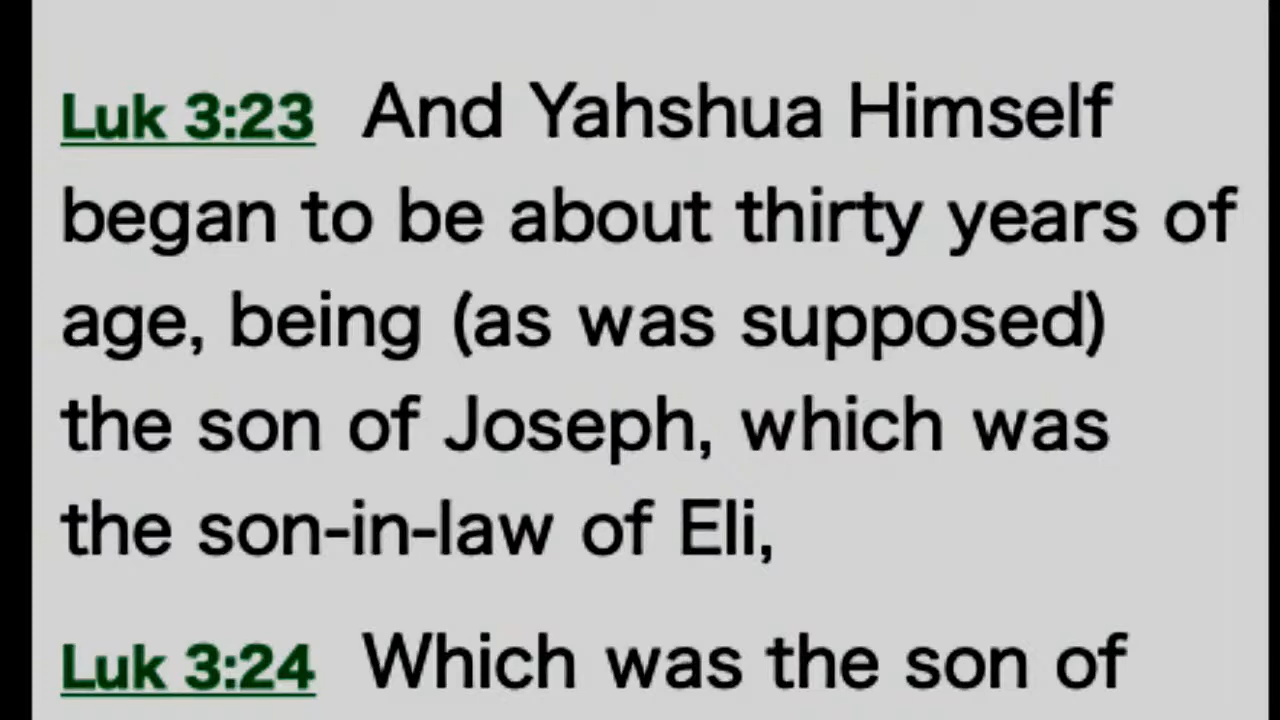 Luk 3:23 And Yahshua Himself
began to be about thirty years of
age, being (as was supposed)
the son of Joseph, which was
the son-in-law of Eli,
Luk 3:24 Which was the son of